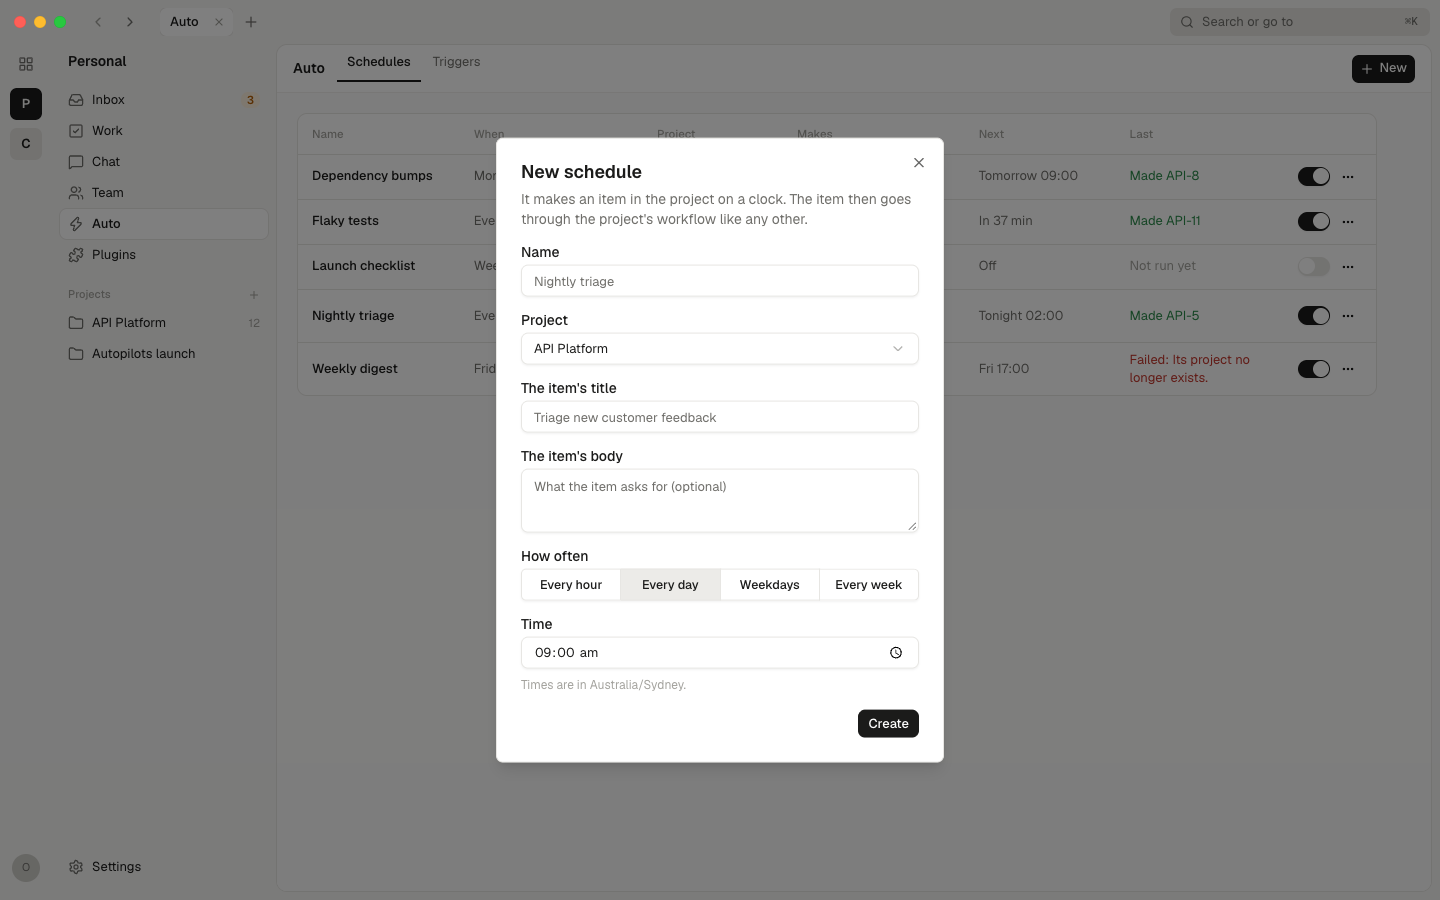 Auto
Search or go to
⌘K
Personal
P
C
Inbox
3
Work
Chat
Team
Auto
Plugins
Projects
API Platform
12
Autopilots launch
0
Settings
Auto
Schedules
Triggers
New
Name
When
Project
Makes
Next
Last
Dependency bumps
Mon
Tomorrow 09:00
Made API-8
Flaky tests
Eve
In 37 min
Made API-11
Launch checklist
Wee
Off
Not run yet
Nightly triage
Eve
Tonight 02:00
Made API-5
Weekly digest
Frid
Fri 17:00
Failed: Its project no
longer exists.
New schedule
It makes an item in the project on a clock. The item then goes
through the project's workflow like any other.
Name
Nightly triage
Project
API Platform
The item's title
Triage new customer feedback
The item's body
What the item asks for (optional)
How often
Every hour
Every day
Weekdays
Every week
Time
09:00 am
Times are in Australia/Sydney.
Create